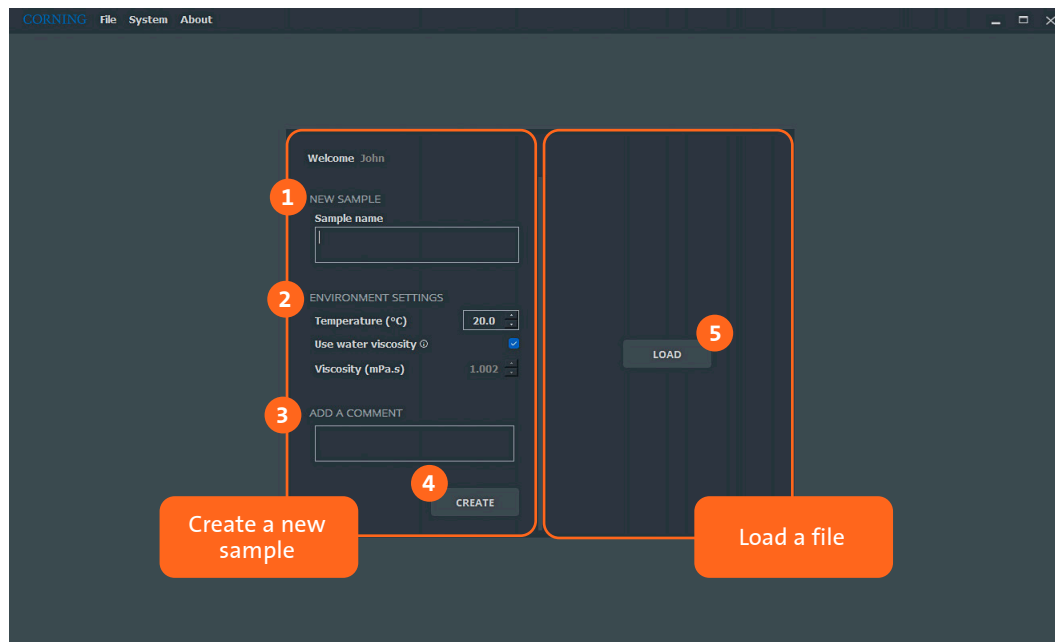 CORNING File System About
Welcome John
1 NEW SAMPLE
Sample name
2 ENVIRONMENT SETTINGS
Temperature (°C) 20.0
Use water viscosity
Viscosity (mPa.s) 1.002
3 ADD A COMMENT
4
CREATE
Create a new
sample
5
LOAD
Load a file